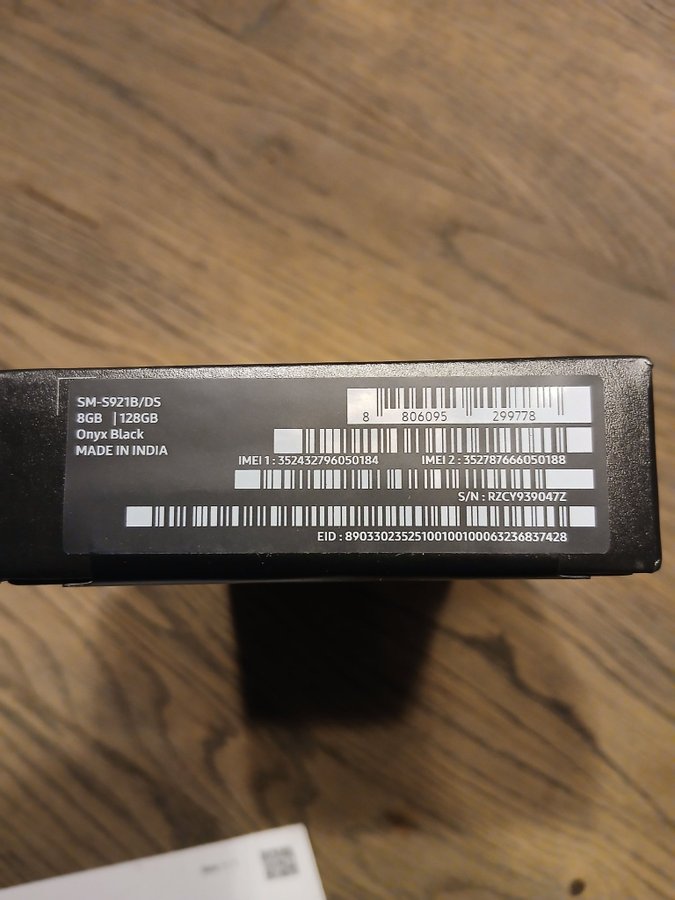 SM-S921B/DS
8GB | 128GB
Onyx Black
MADE IN INDIA
8 806095 299778
IMEI 1 : 352432796050184 IMEI 2 : 352787666050188
S/N : RZCY939047Z
EID : 89033023525100100100063236837428